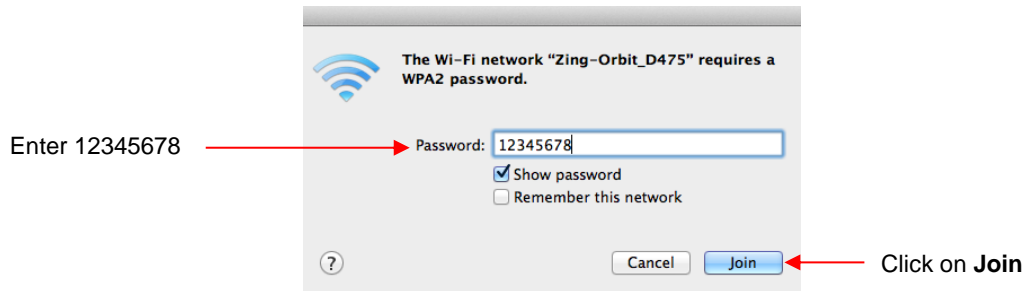 The Wi-Fi network “Zing-Orbit_D475” requires a
WPA2 password.
Enter 12345678
Password: 12345678
Show password
Remember this network
?
Cancel
Join
Click on Join